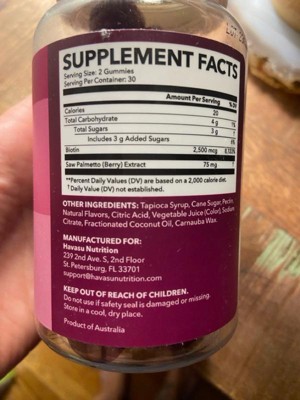 SUPPLEMENT FACTS
Serving Size: 2 Gummies
Serving Per Container: 30
Amount Per Serving %DV
Calories 20
Total Carbohydrate 4 g 1%
Total Sugars 3 g †
Includes 3 g Added Sugars 6%
Biotin 2,500 mcg
Saw Palmetto (Berry) Extract 75 mg †
**Percent Daily Values (DV) are based on a 2,000 calorie diet.
†Daily Value (DV) not established.
OTHER INGREDIENTS: Tapioca Syrup, Cane Sugar, Pectin,
Natural Flavors, Citric Acid, Vegetable Juice (Color), Sodium
Citrate, Fractionated Coconut Oil, Carnauba Wax.
MANUFACTURED FOR:
Havasu Nutrition
239 2nd Ave. S, 2nd Floor
St. Petersburg, FL 33701
support@havasunutrition.com
KEEP OUT OF REACH OF CHILDREN.
Do not use if safety seal is damaged or missing.
Store in a cool, dry place.
Product of Australia